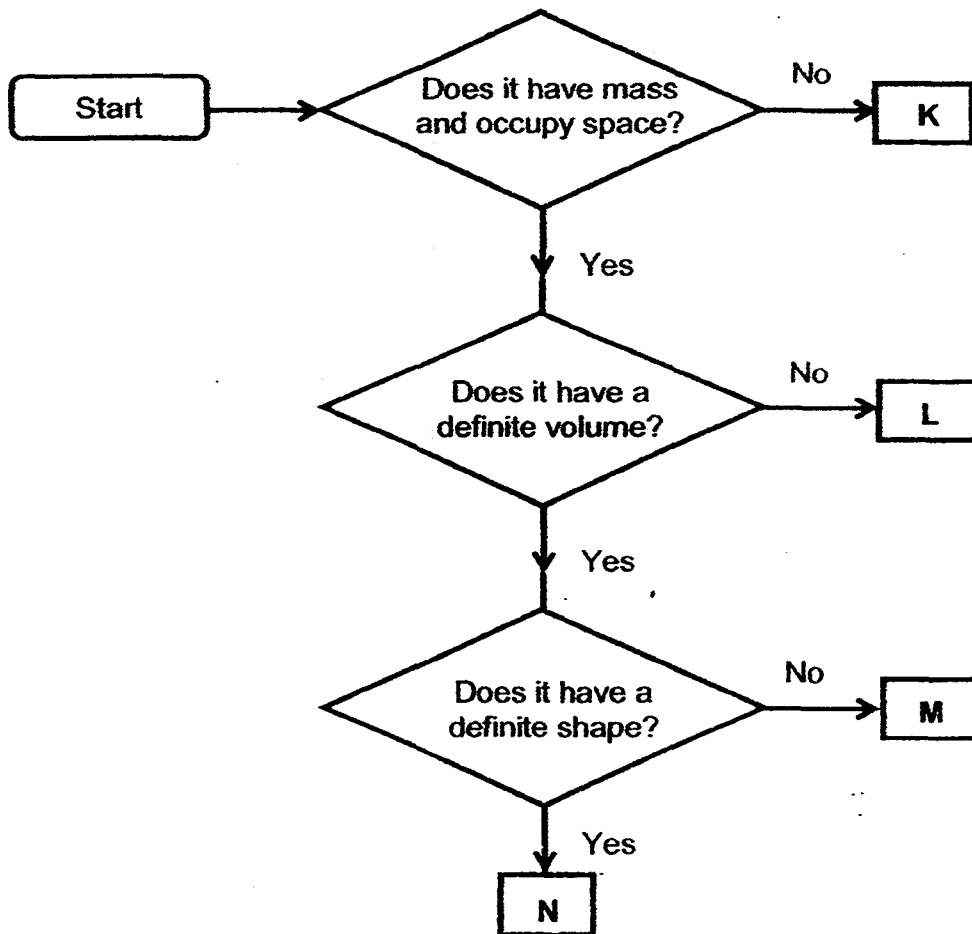 Start
Does it have mass
and occupy space?
No
K
Yes
Does it have a
definite volume?
No
L
Yes
Does it have a
definite shape?
No
M
Yes
N